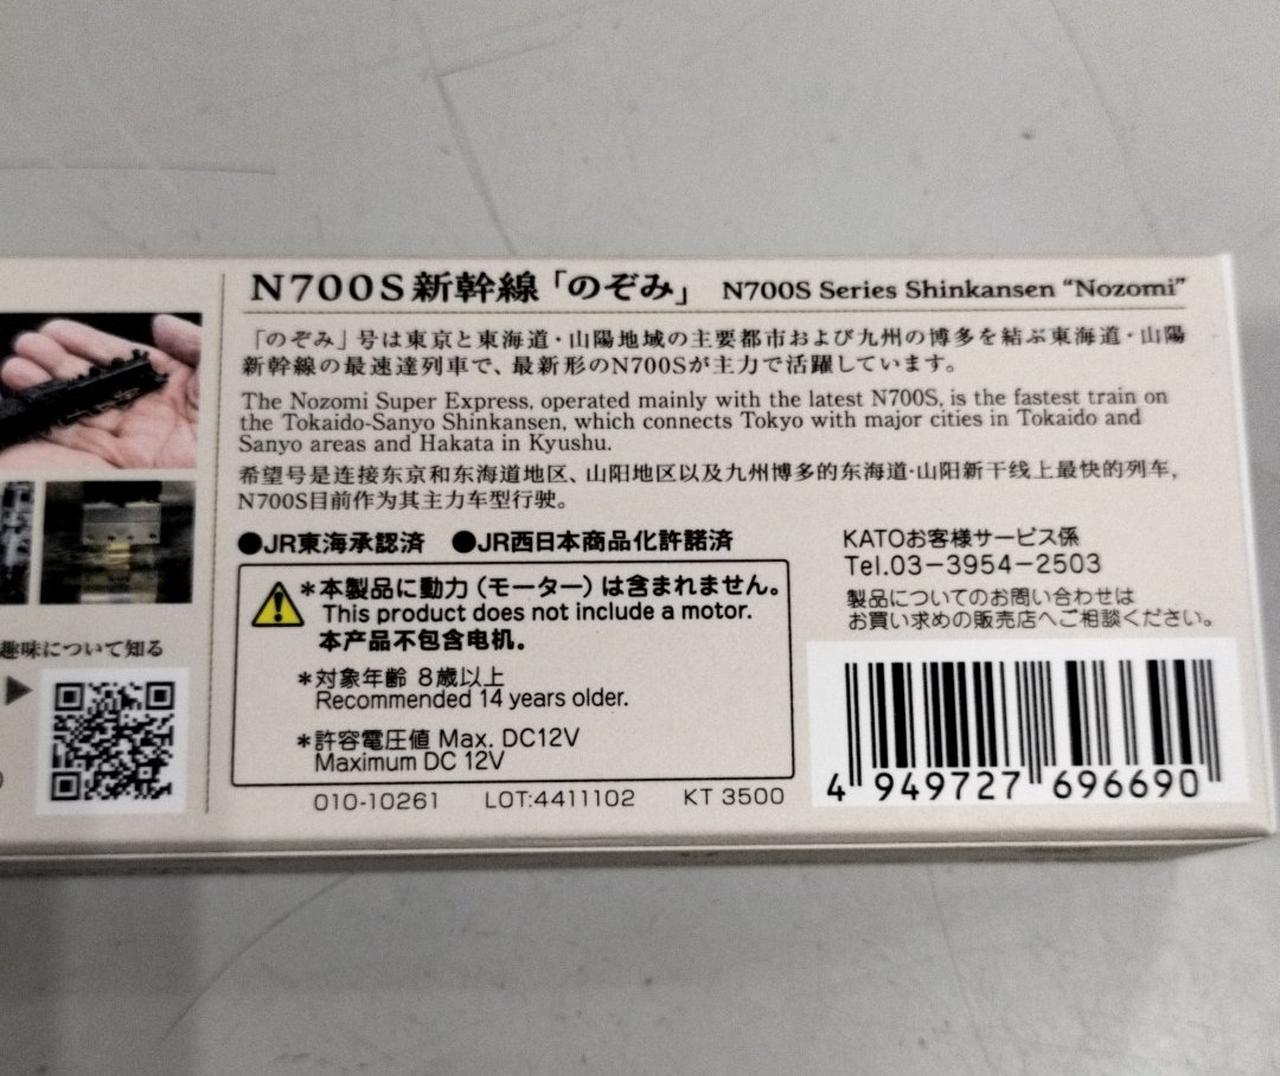 N700S新幹線「のぞみ」 N700S Series Shinkansen “Nozomi”
「のぞみ」号は東京と東海道・山陽地域の主要都市および九州の博多を結ぶ東海道・山陽
新幹線の最速達列車で、最新形のN700Sが主力で活躍しています。
The Nozomi Super Express, operated mainly with the latest N700S, is the fastest train on
the Tokaido-Sanyo Shinkansen, which connects Tokyo with major cities in Tokaido and
Sanyo areas and Hakata in Kyushu.
希望号是连接东京和东海道地区、山阳地区以及九州博多的东海道·山阳新干线上最快的列车,
N700S目前作为其主力车型行驶。
●JR東海承認済 ●JR西日本商品化許諾済
*本製品に動力(モーター)は含まれません。
This product does not include a motor.
本产品不包含电机。
*対象年齢 8歳以上
Recommended 14 years older.
*許容電圧値 Max. DC12V
Maximum DC 12V
010-10261 LOT:4411102 KT 3500
KATOお客様サービス係
Tel.03−3954−2503
製品についてのお問い合わせは
お買い求めの販売店へご相談ください。
4 949727 696690
趣味について知る